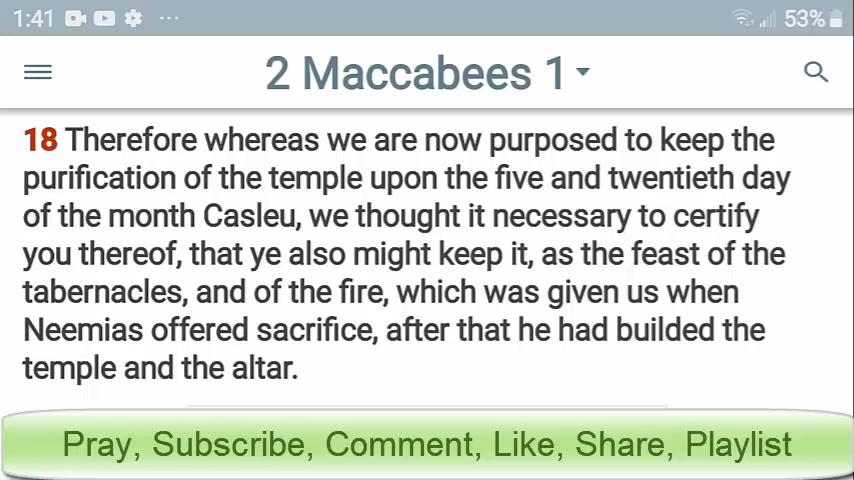 1:41
53%
2 Maccabees 1
18 Therefore whereas we are now purposed to keep the
purification of the temple upon the five and twentieth day
of the month Casleu, we thought it necessary to certify
you thereof, that ye also might keep it, as the feast of the
tabernacles, and of the fire, which was given us when
Neemias offered sacrifice, after that he had builded the
temple and the altar.
Pray, Subscribe, Comment, Like, Share, Playlist